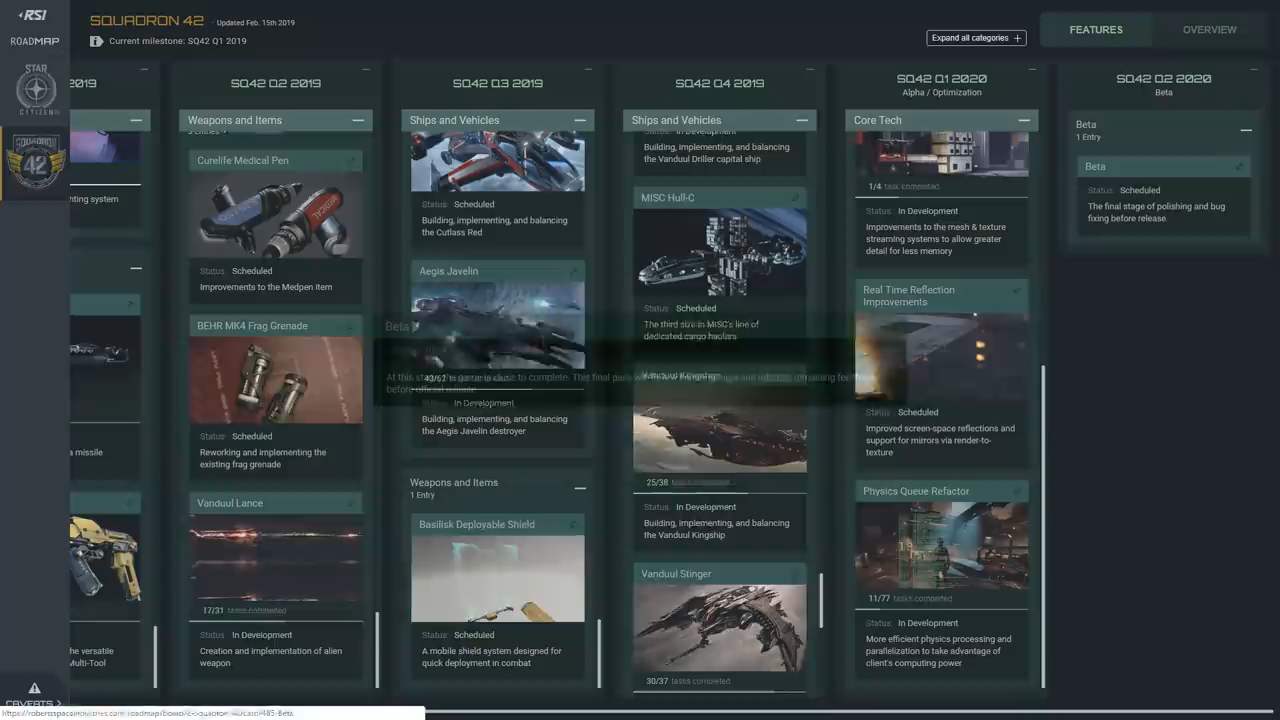 RSI
ROADMAP
STAR
CITIZEN
SQUADRON
42
SQUADRON 42 - Updated Feb. 15th 2019
Current milestone: SQ42 Q1 2019
Expand all categories +
FEATURES
OVERVIEW
2019
hting system
a missile
he versatile
Multi-Tool
SQ42 Q2 2019
Weapons and Items
Curelife Medical Pen
Status: Scheduled
Improvements to the Medpen item
BEHR MK4 Frag Grenade
Status: Scheduled
Reworking and implementing the
existing frag grenade
Vanduul Lance
17/31 tasks completed
Status: In Development
Creation and implementation of alien
weapon
SQ42 Q3 2019
Ships and Vehicles
Status: Scheduled
Building, implementing, and balancing
the Cutlass Red
Aegis Javelin
In Development
Building, implementing, and balancing
the Aegis Javelin destroyer
Weapons and Items
1 Entry
Basilisk Deployable Shield
Status: Scheduled
A mobile shield system designed for
quick deployment in combat
SQ42 Q4 2019
Ships and Vehicles
In Development
Building, implementing, and balancing
the Vanduul Driller capital ship
MISC Hull-C
Status: Scheduled
The third size in MISC's line of
dedicated cargo haulers
25/38 tasks completed
Status: In Development
Building, implementing, and balancing
the Vanduul Kingship
Vanduul Stinger
30/37 tasks completed
SQ42 Q1 2020
Alpha / Optimization
Core Tech
1/4 task completed
Status: In Development
Improvements to the mesh & texture
streaming systems to allow greater
detail for less memory
Real Time Reflection
Improvements
Status: Scheduled
Improved screen-space reflections and
support for mirrors via render-to-
texture
Physics Queue Refactor
11/77 tasks completed
Status: In Development
More efficient physics processing and
parallelization to take advantage of
client's computing power
SQ42 Q2 2020
Beta
Beta
1 Entry
Beta
Status: Scheduled
The final stage of polishing and bug
fixing before release
Beta
At this stage
before official release
CAVEATS